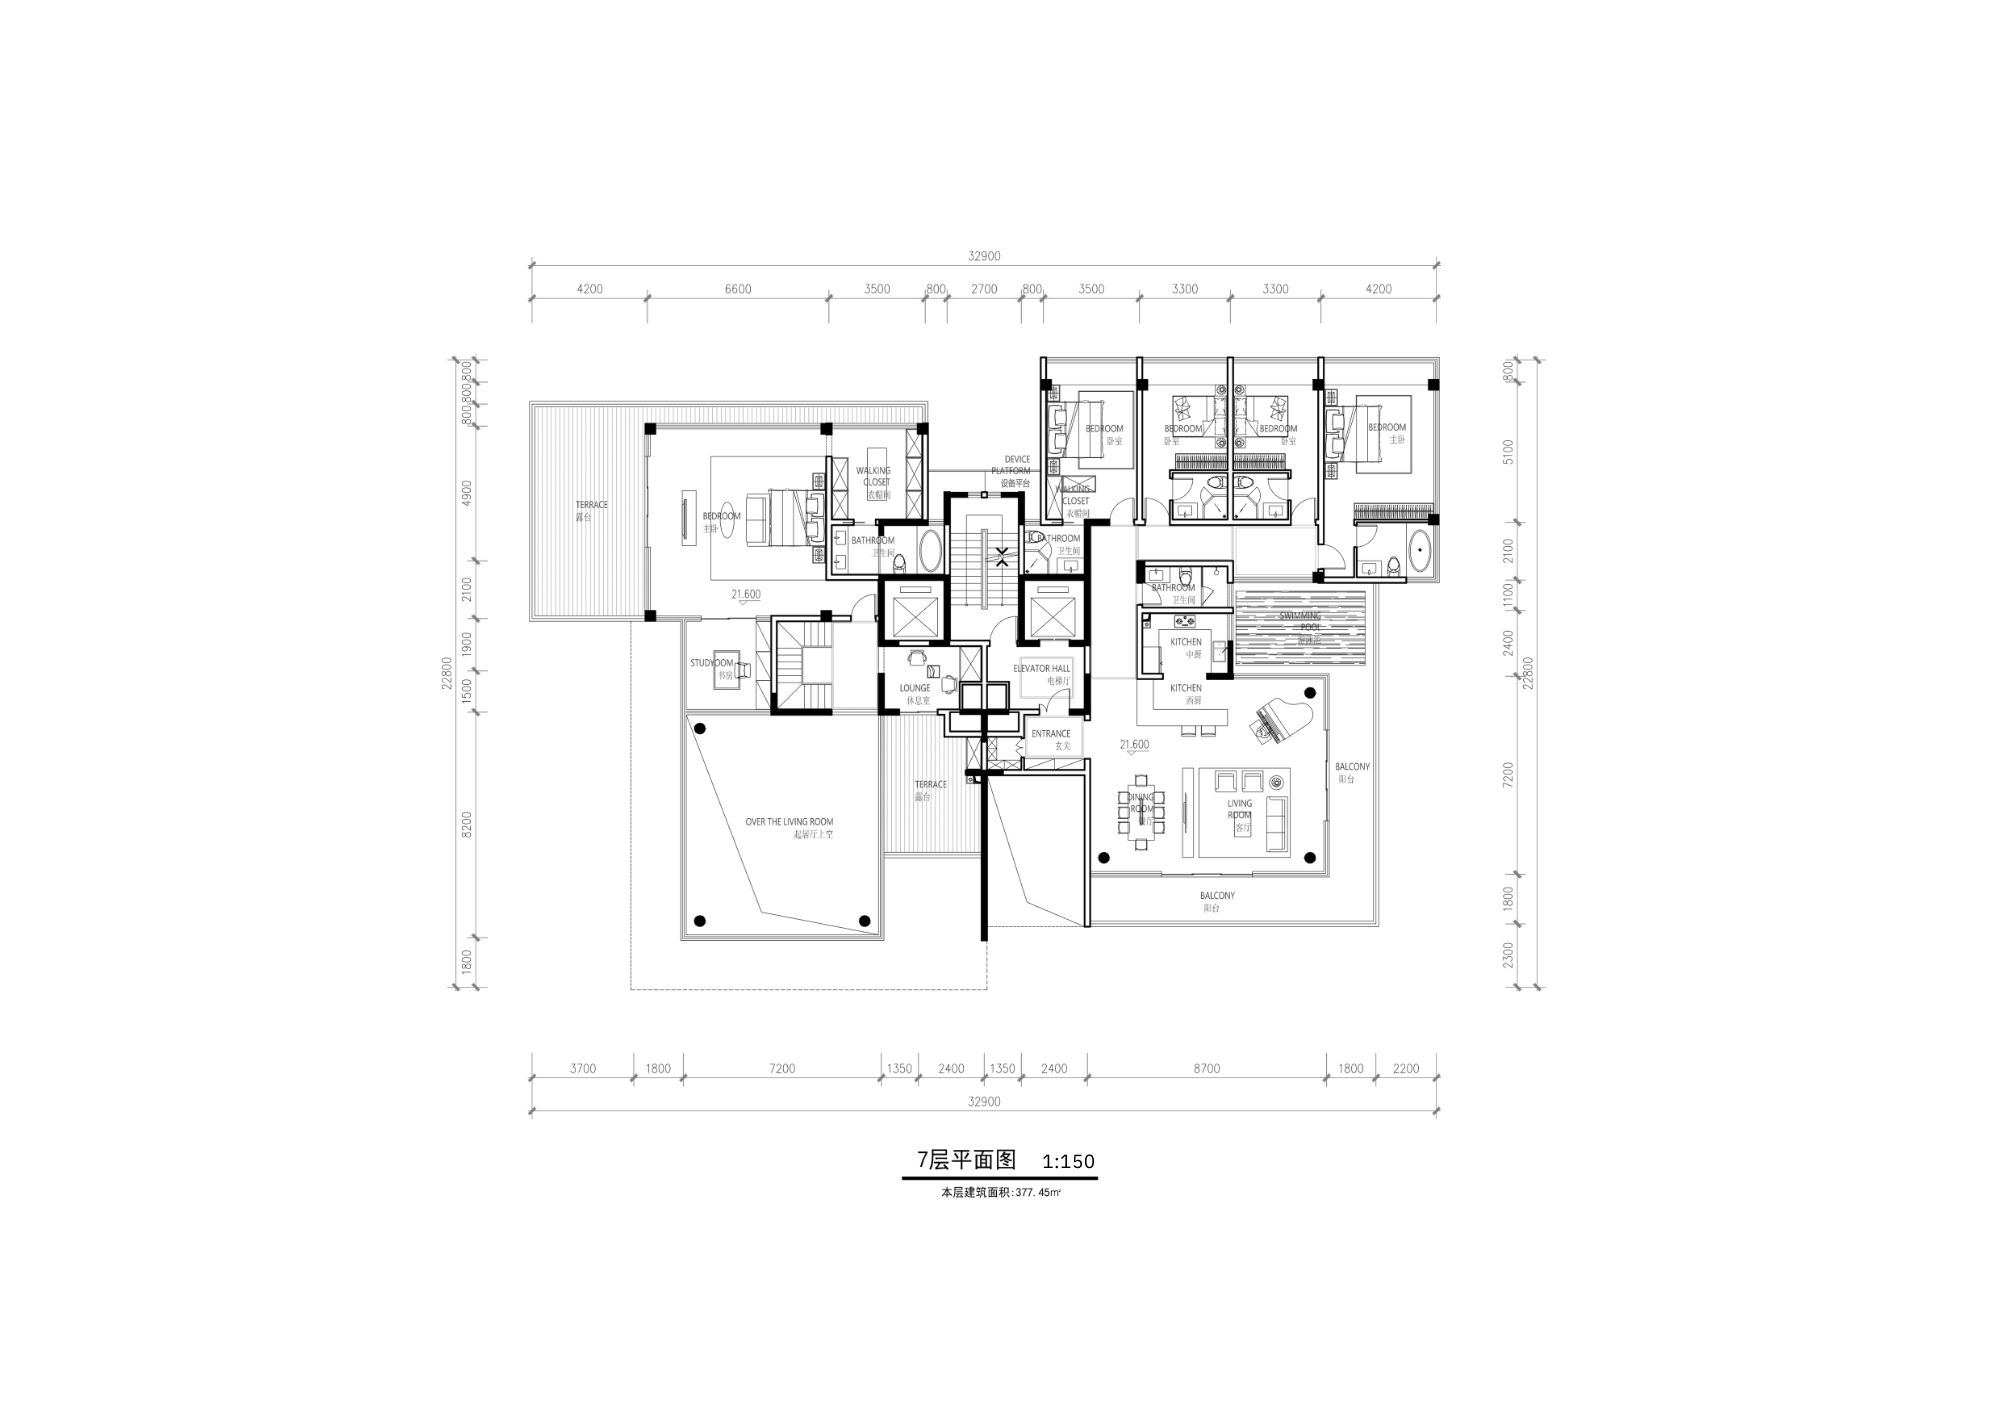 32900
4200 6600 3500 800 2700 800 3500 3300 3300 4200
800
800
800
4900
2100
1900
1500
8200
1800
22800
800
5100
2100
1100
2400
7200
1800
2300
22800
TERRACE
露台
BEDROOM
主卧
WALKING
CLOSET
衣帽间
BATHROOM
卫生间
21.600
STUDYOOM
书房
LOUNGE
休息室
OVER THE LIVING ROOM
起居厅上空
TERRACE
露台
DEVICE
PLATFORM
设备平台
BEDROOM
卧室
WALKING
CLOSET
衣帽间
BATHROOM
卫生间
BEDROOM
卧室
BEDROOM
卧室
BEDROOM
主卧
BATHROOM
卫生间
SWIMMING
POOL
KITCHEN
中厨
KITCHEN
西厨
ELEVATOR HALL
电梯厅
ENTRANCE
玄关
21.600
DINING
ROOM
LIVING
ROOM
客厅
BALCONY
阳台
BALCONY
阳台
3700 1800 7200 1350 2400 1350 2400 8700 1800 2200
32900
7层平面图 1:150
本层建筑面积:377.45㎡